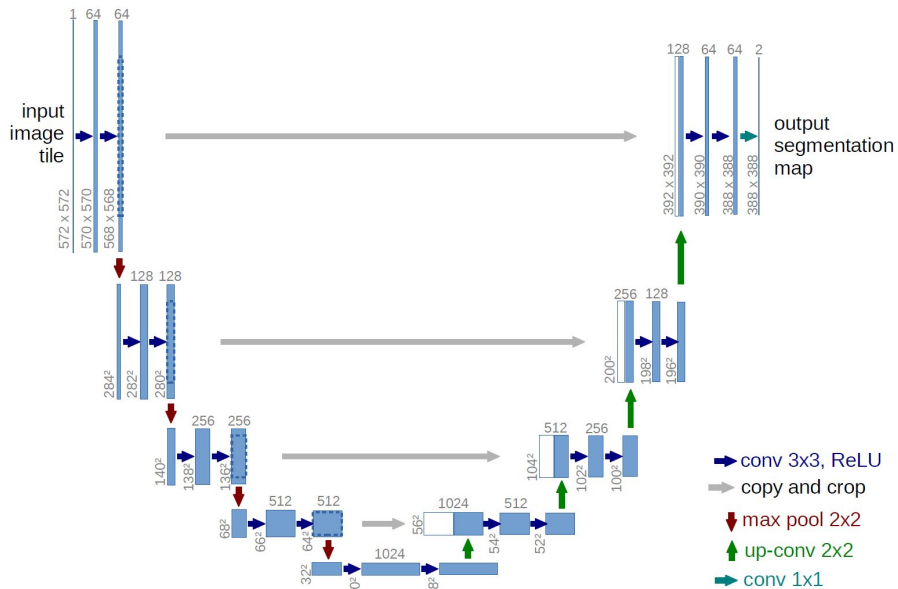 1 64 64
128 64 64 2
input
image
tile
output
segmentation
map
572 x 572
570 x 570
568 x 568
392 x 392
390 x 390
388 x 388
388 x 388
128 128
256 128
284²
282²
280²
200²
198²
196²
256 256
512 256
140²
138²
136²
104²
102²
100²
512 512
1024 512
68²
66²
64²
56²
54²
52²
1024
32²
0²
8²
conv 3x3, ReLU
copy and crop
max pool 2x2
up-conv 2x2
conv 1x1